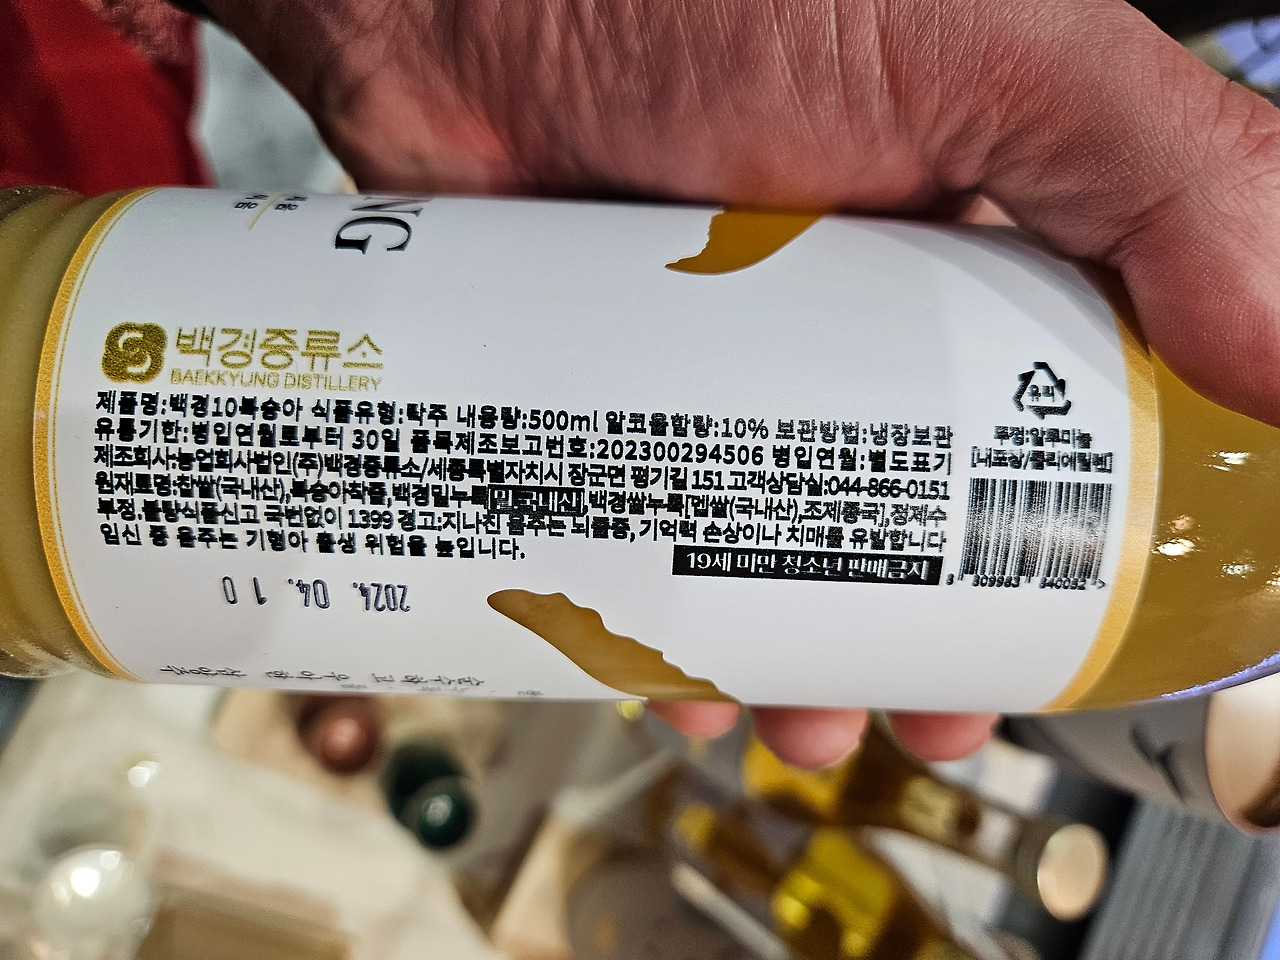 NG
백경증류소
BAEKKYUNG DISTILLERY
제품명:백경10복숭아 식품유형:탁주 내용량:500ml 알코올함량:10% 보관방법:냉장보관
유통기한:병입연월로부터 30일 품목제조보고번호:202300294506 병입연월:별도표기
제조회사:농업회사법인(주)백경증류소/세종특별자치시 장군면 평기길 151 고객상담실:044-866-0151
원재료명:찹쌀(국내산),복숭아착즙,백경밀누룩[밀(국내산)],백경쌀누룩[멥쌀(국내산),조제종국],정제수
부정.불량식품신고 국번없이 1399 경고:지나친 음주는 뇌졸중, 기억력 손상이나 치매를 유발합니다
임신 중 음주는 기형아 출생 위험을 높입니다.
19세 미만 청소년 판매금지
유리
뚜껑:알루미늄
[내포장/폴리에틸렌]
8 809983 840092 >
2024. 04. 10